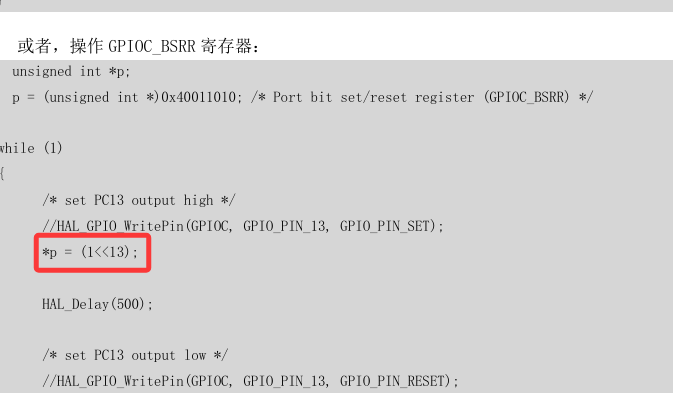 或者，操作 GPIOC_BSRR 寄存器：
unsigned int *p;
p = (unsigned int *)0x40011010; /* Port bit set/reset register (GPIOC_BSRR) */
while (1)
{
/* set PC13 output high */
//HAL_GPIO_WritePin(GPIOC, GPIO_PIN_13, GPIO_PIN_SET);
*p = (1<<13);
HAL_Delay(500);
/* set PC13 output low */
//HAL_GPIO_WritePin(GPIOC, GPIO_PIN_13, GPIO_PIN_RESET);